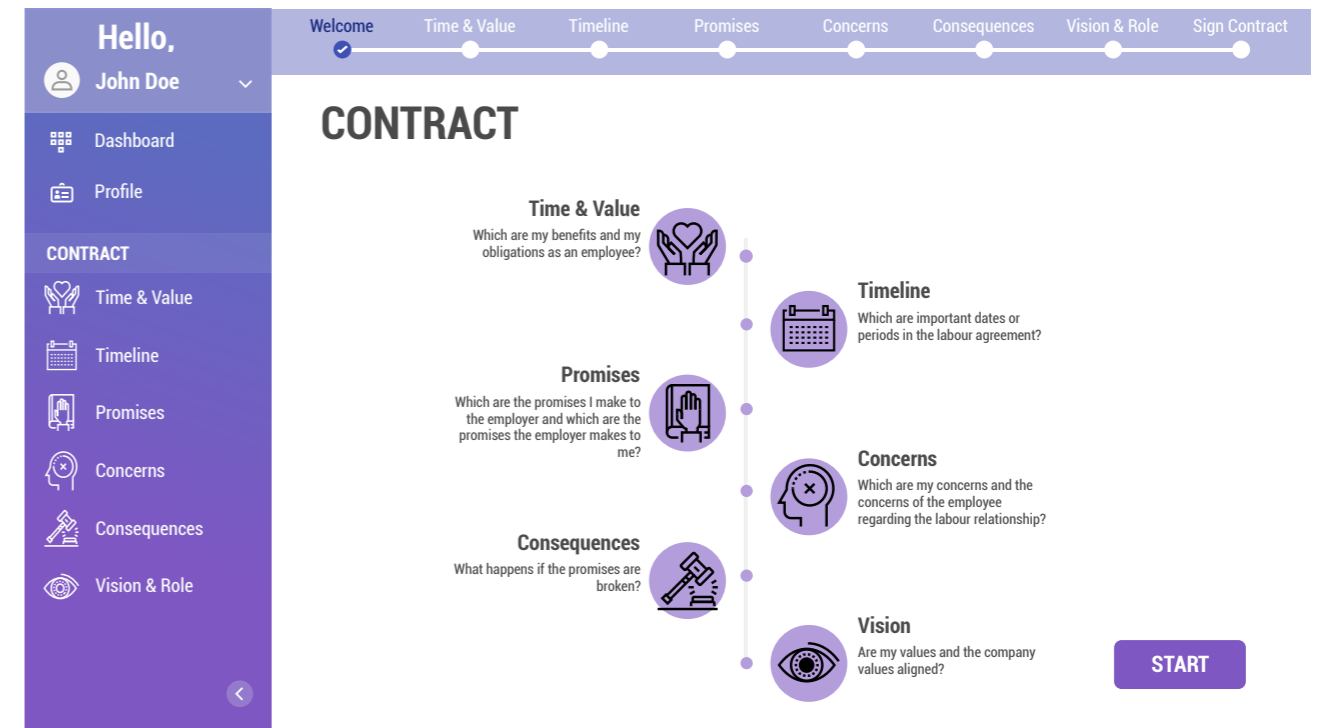 Hello,
John Doe
Dashboard
Profile
CONTRACT
Time & Value
Timeline
Promises
Concerns
Consequences
Vision & Role
Welcome
Time & Value
Timeline
Promises
Concerns
Consequences
Vision & Role
Sign Contract
CONTRACT
Time & Value
Which are my benefits and my
obligations as an employee?
Timeline
Which are important dates or
periods in the labour agreement?
Promises
Which are the promises I make to
the employer and which are the
promises the employer makes to
me?
Concerns
Which are my concerns and the
concerns of the employee
regarding the labour relationship?
Consequences
What happens if the promises are
broken?
Vision
Are my values and the company
values aligned?
START